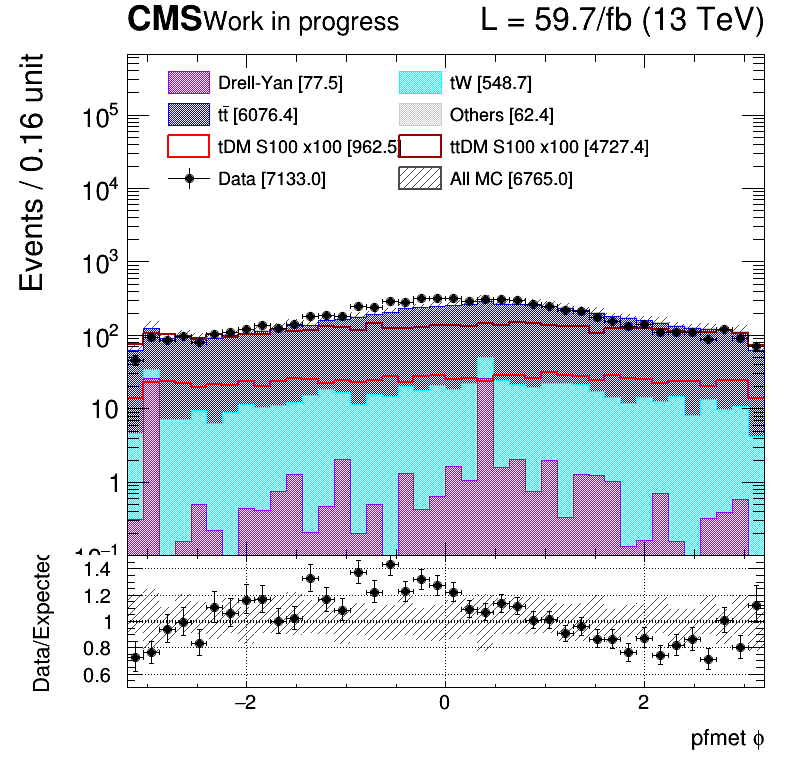 CMS Work in progress L = 59.7/fb (13 TeV)
Events / 0.16 unit
Drell-Yan [77.5] tW [548.7]
tt̄ [6076.4] Others [62.4]
tDM S100 x100 [962.5] ttDM S100 x100 [4727.4]
Data [7133.0] All MC [6765.0]
10⁵
10⁴
10³
10²
10
1
Data/Expected
1.4
1.2
1
0.8
0.6
−2 0 2
pfmet ϕ